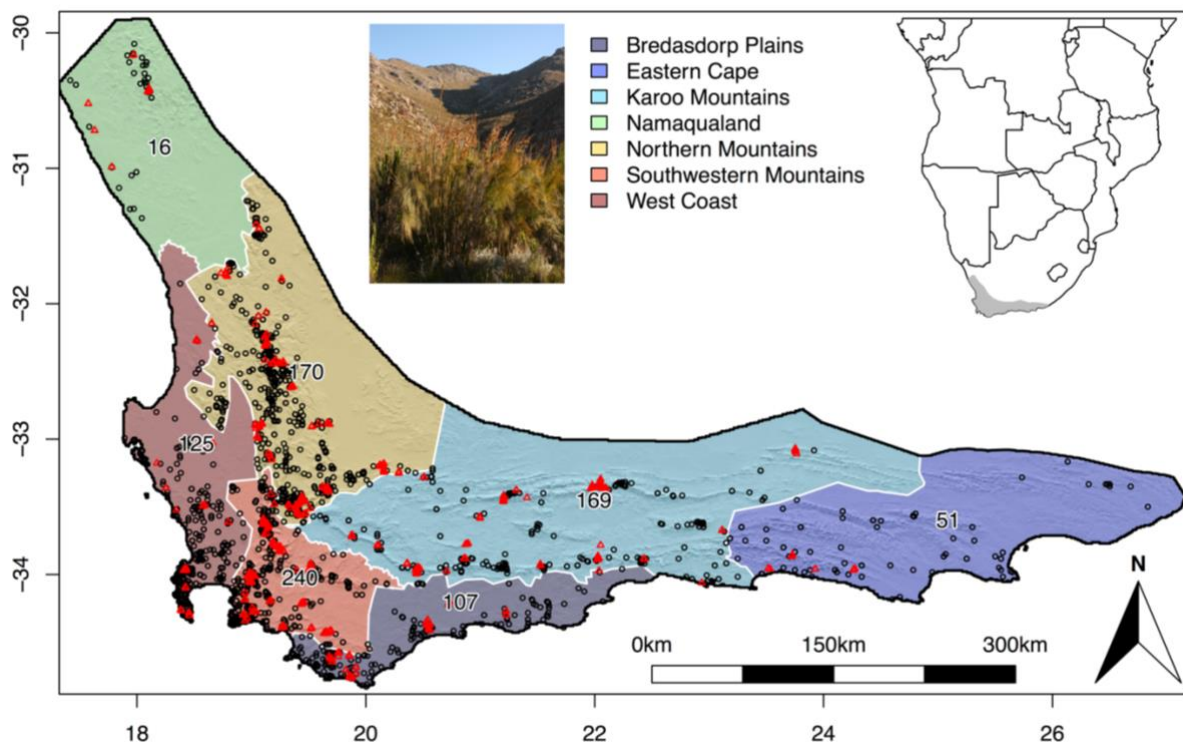 −30
−31
−32
−33
−34
Bredasdorp Plains
Eastern Cape
Karoo Mountains
Namaqualand
Northern Mountains
Southwestern Mountains
West Coast
16
170
125
169
51
240
107
N
0km 150km 300km
18 20 22 24 26